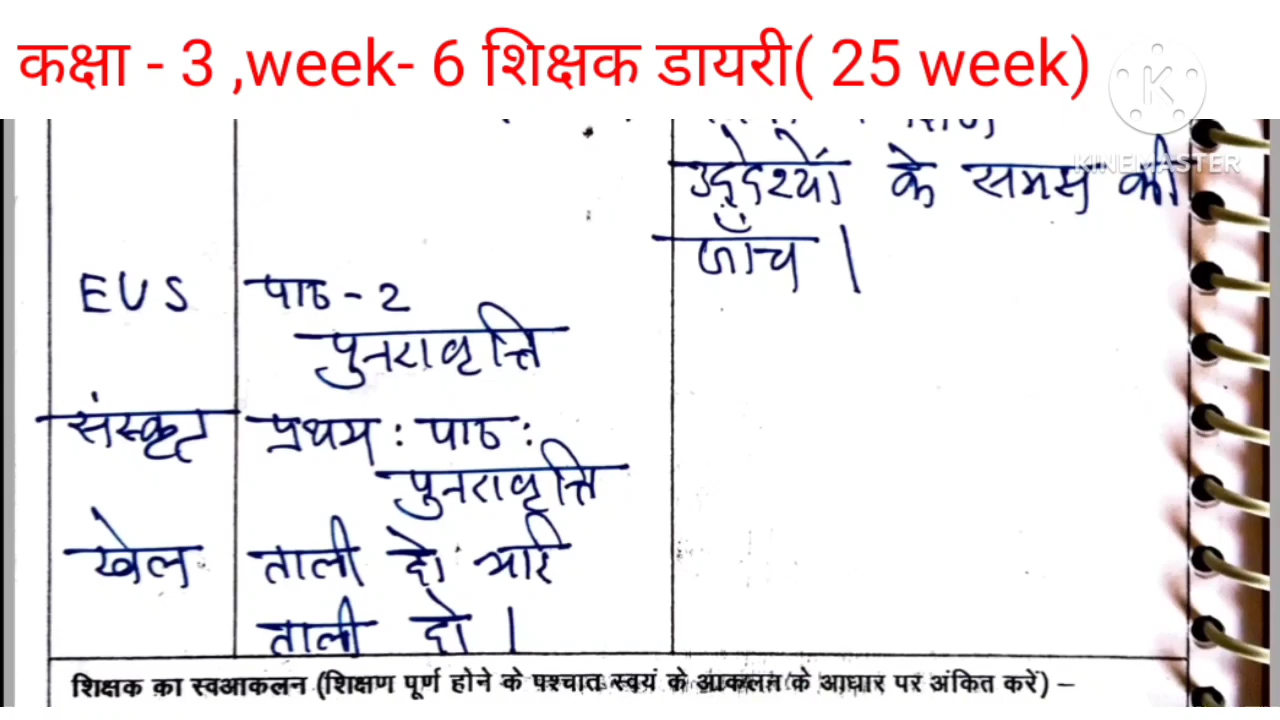 कक्षा - 3 ,week- 6 शिक्षक डायरी( 25 week)
K
KINEMASTER
उद्देश्यों के समझ की
जाँच ।
EVS पाठ - 2
पुनरावृत्ति
संस्कृत प्रथम : पाठ :
पुनरावृत्ति
खेल ताली दो भाई
ताली दो ।
शिक्षक का स्वआकलन (शिक्षण पूर्ण होने के पश्चात स्वयं के आकलन के आधार पर अंकित करें) –